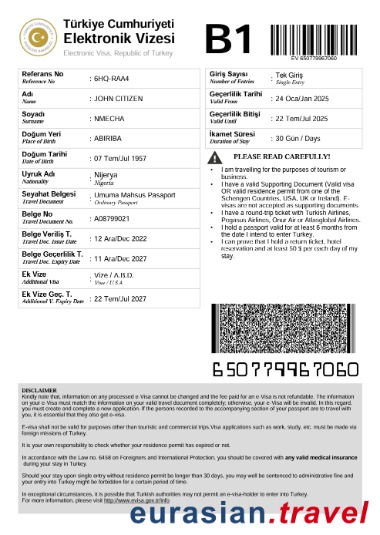 Türkiye Cumhuriyeti
Elektronik Vizesi
Electronic Visa, Republic of Turkey
B1
EV 650779967060
Referans No : 6HQ-RAA4
Reference No
Adı : JOHN CITIZEN
Name
Soyadı : NMECHA
Surname
Doğum Yeri : ABIRIBA
Place of Birth
Doğum Tarihi : 07 Tem/Jul 1957
Date of Birth
Uyruk Adı : Nijerya
Nationality Nigeria
Seyahat Belgesi : Umuma Mahsus Pasaport
Travel Document Ordinary Passport
Belge No : A08799021
Travel Document No.
Belge Veriliş T. : 12 Ara/Dec 2022
Travel Dec. Issue Date
Belge Geçerlilik T. : 11 Ara/Dec 2027
Travel Dec. Expiry Date
Ek Vize : Vize / A.B.D.
Additional Visa Visa / U.S.A
Ek Vize Geç. T. : 22 Tem/Jul 2027
Additional V. Expiry Date
Giriş Sayısı : Tek Giriş
Number of Entries Single Entry
Geçerlilik Tarihi : 24 Oca/Jan 2025
Valid From
Geçerlilik Bitişi : 22 Tem/Jul 2025
Valid Until
İkamet Süresi : 30 Gün / Days
Duration of Stay
PLEASE READ CAREFULLY!
• I am travelling for the purposes of tourism or
business.
• I have a valid Supporting Document (Valid visa
OR valid residence permit from one of the
Schengen Countries, USA, UK or Ireland). E-
visas are not accepted as supporting documents.
• I have a round-trip ticket with Turkish Airlines,
Pegasus Airlines, Onur Air or Atlasglobal Airlines.
• I hold a passport valid for at least 6 months from
the date I intend to enter Turkey.
• I can prove that I hold a return ticket, hotel
reservation and at least 50 $ per each day of my
stay.
650779967060
DISCLAIMER
Kindly note that, information on any processed e-Visa cannot be changed and the fee paid for an e-Visa is not refundable. The information
on your e-Visa must match the information on your valid travel document completely; otherwise, your e-Visa will be invalid. In this regard,
you must create and complete a new application. If the persons recorded to the accompanying section of your passport are to travel with
you, it is essential that they also get e-visa.
E-visa shall not be valid for purposes other than touristic and commercial trips. Visa applications such as work, study, etc. must be made via
foreign missions of Turkey.
It is your own responsibility to check whether your residence permit has expired or not.
In accordance with the Law no. 6458 on Foreigners and International Protection, you should be covered with any valid medical insurance
during your stay in Turkey.
Should your stay upon single entry without residence permit be longer than 30 days, you may well be sentenced to administrative fine and
your entry into Turkey might be forbidden for a certain period of time.
In exceptional circumstances, it is possible that Turkish authorities may not permit an e-visa-holder to enter into Turkey.
For more information, please visit http://www.evisa.gov.tr/info
eurasian.travel